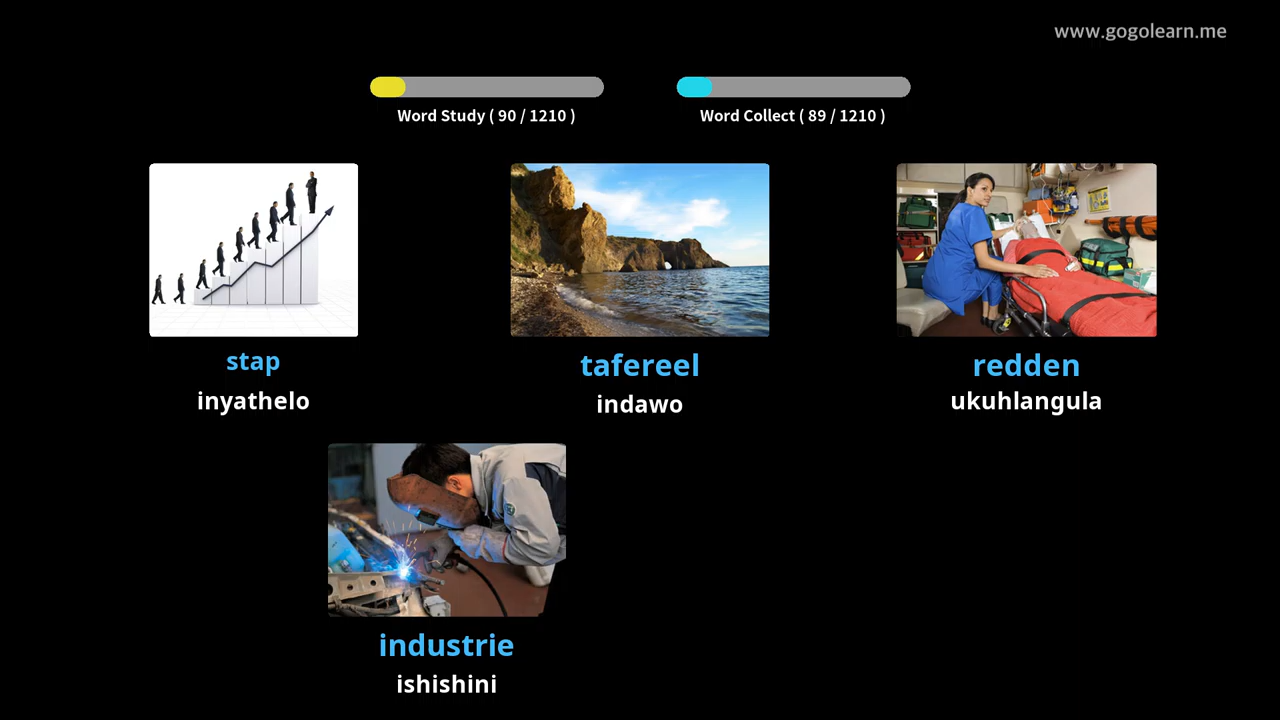 www.gogolearn.me
Word Study ( 90 / 1210 )
Word Collect ( 89 / 1210 )
stap
inyathelo
tafereel
indawo
redden
ukuhlangula
industrie
ishishini